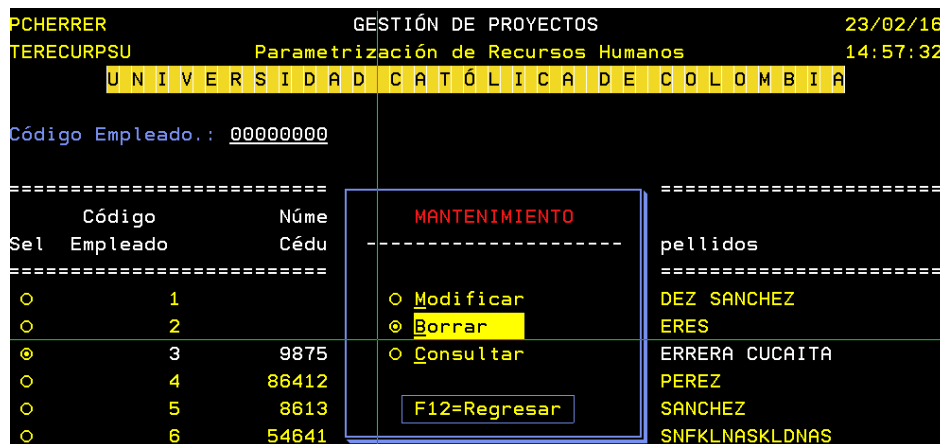 PCHERRER GESTIÓN DE PROYECTOS 23/02/16
TERECURPSU Parametrización de Recursos Humanos 14:57:32
U N I V E R S I D A D C A T Ó L I C A D E C O L O M B I A
Código Empleado.: 00000000
============================ =======================
Código Núme MANTENIMIENTO
Sel Empleado Cédu ---------------------- pellidos
============================ =======================
1 Modificar DEZ SANCHEZ
2 Borrar ERES
3 9875 Consultar ERRERA CUCAITA
4 86412 PEREZ
5 8613 F12=Regresar SANCHEZ
6 54641 SNFKLNASKLDNAS